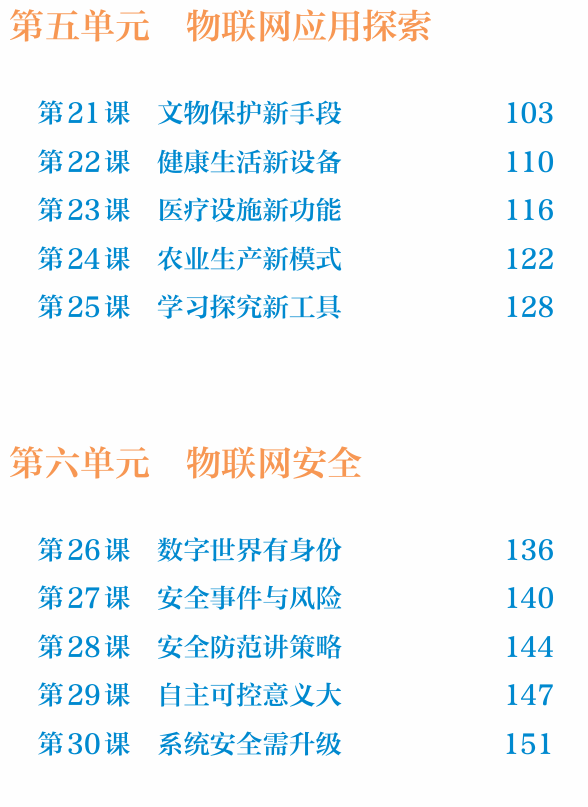 第五单元 物联网应用探索
第21课 文物保护新手段 103
第22课 健康生活新设备 110
第23课 医疗设施新功能 116
第24课 农业生产新模式 122
第25课 学习探究新工具 128
第六单元 物联网安全
第26课 数字世界有身份 136
第27课 安全事件与风险 140
第28课 安全防范讲策略 144
第29课 自主可控意义大 147
第30课 系统安全需升级 151